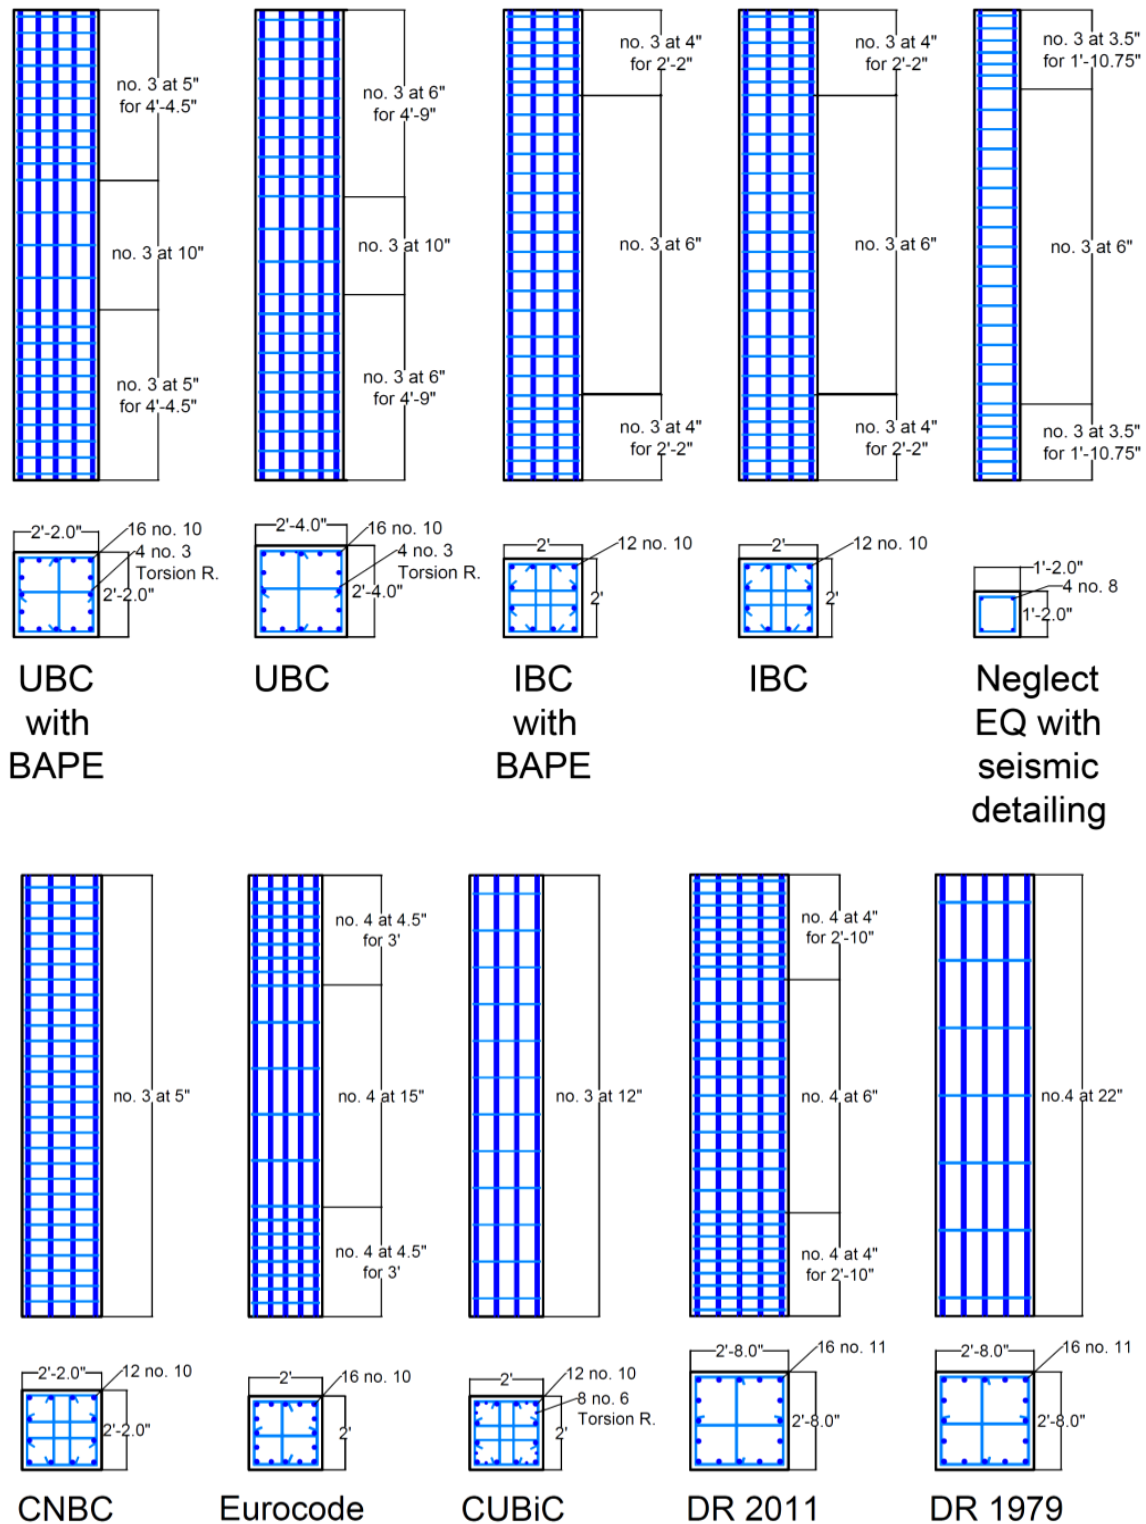 no. 3 at 5"
for 4'-4.5"
no. 3 at 10"
no. 3 at 5"
for 4'-4.5"
2'-2.0"
16 no. 10
4 no. 3
Torsion R.
2'-2.0"
UBC
with
BAPE
no. 3 at 6"
for 4'-9"
no. 3 at 10"
no. 3 at 6"
for 4'-9"
2'-4.0"
16 no. 10
4 no. 3
Torsion R.
2'-4.0"
UBC
no. 3 at 4"
for 2'-2"
no. 3 at 6"
no. 3 at 4"
for 2'-2"
2'
12 no. 10
2'
IBC
with
BAPE
no. 3 at 4"
for 2'-2"
no. 3 at 6"
no. 3 at 4"
for 2'-2"
2'
12 no. 10
2'
IBC
no. 3 at 3.5"
for 1'-10.75"
no. 3 at 6"
no. 3 at 3.5"
for 1'-10.75"
1'-2.0"
4 no. 8
1'-2.0"
Neglect
EQ with
seismic
detailing
no. 3 at 5"
2'-2.0"
12 no. 10
2'-2.0"
CNBC
no. 4 at 4.5"
for 3'
no. 4 at 15"
no. 4 at 4.5"
for 3'
2'
16 no. 10
2'
Eurocode
no. 3 at 12"
2'
12 no. 10
8 no. 6
Torsion R.
2'
CUBiC
no. 4 at 4"
for 2'-10"
no. 4 at 6"
no. 4 at 4"
for 2'-10"
2'-8.0"
16 no. 11
2'-8.0"
DR 2011
no.4 at 22"
2'-8.0"
16 no. 11
2'-8.0"
DR 1979